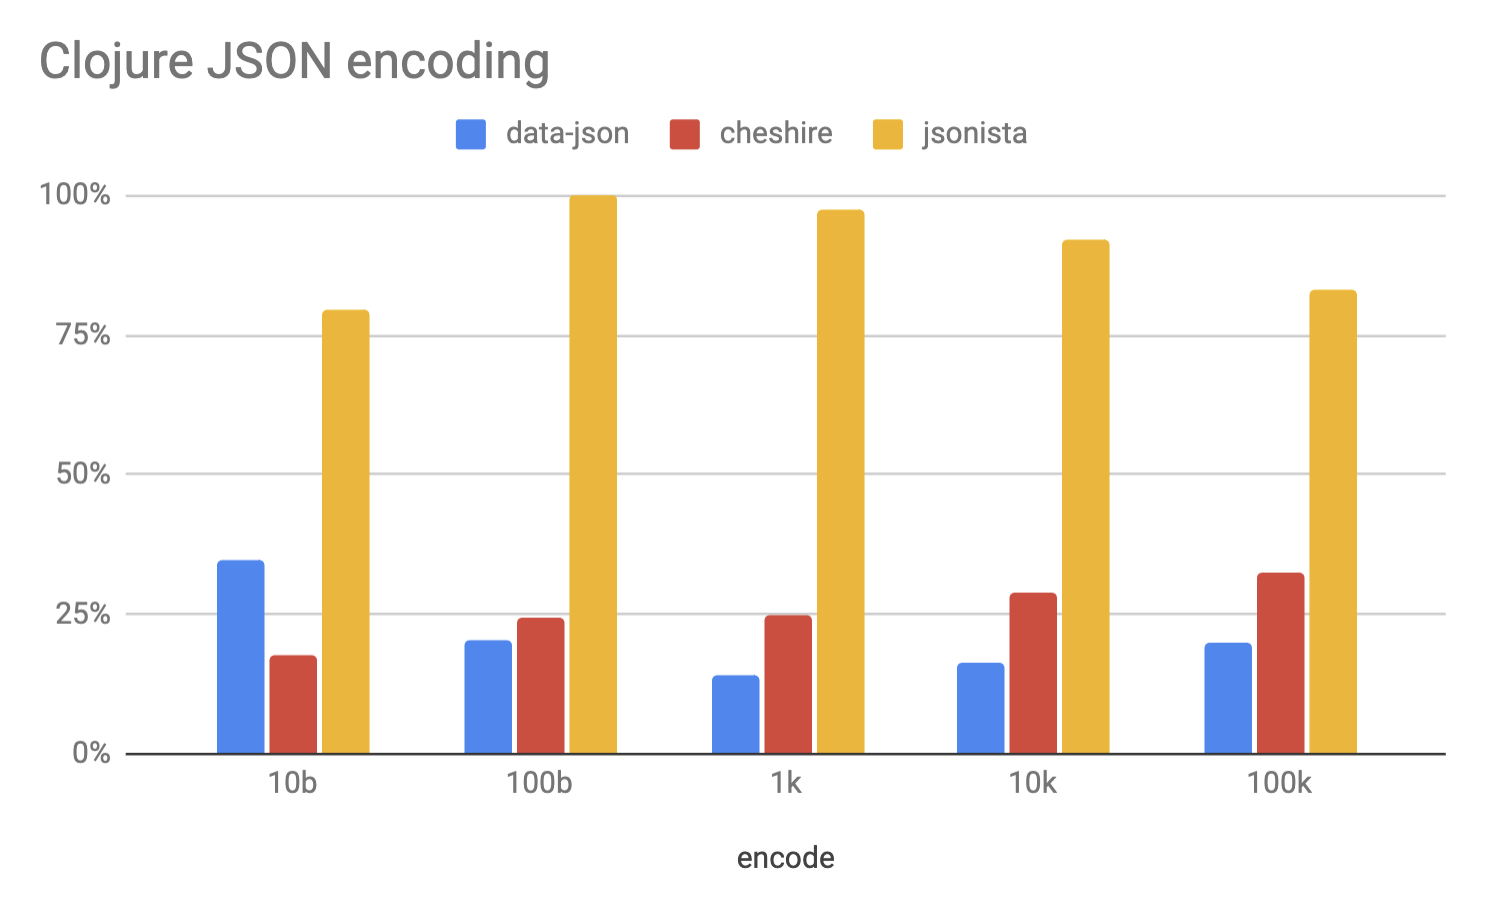 Clojure JSON encoding
data-json cheshire jsonista
100%
75%
50%
25%
0%
10b 100b 1k 10k 100k
encode